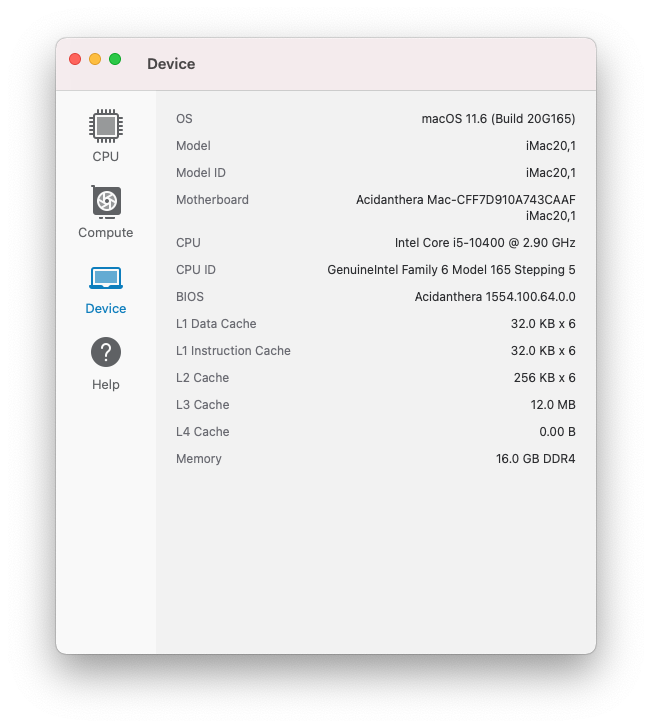 Device
CPU
Compute
Device
Help
OS macOS 11.6 (Build 20G165)
Model iMac20,1
Model ID iMac20,1
Motherboard Acidanthera Mac-CFF7D910A743CAAF
iMac20,1
CPU Intel Core i5-10400 @ 2.90 GHz
CPU ID GenuineIntel Family 6 Model 165 Stepping 5
BIOS Acidanthera 1554.100.64.0.0
L1 Data Cache 32.0 KB x 6
L1 Instruction Cache 32.0 KB x 6
L2 Cache 256 KB x 6
L3 Cache 12.0 MB
L4 Cache 0.00 B
Memory 16.0 GB DDR4